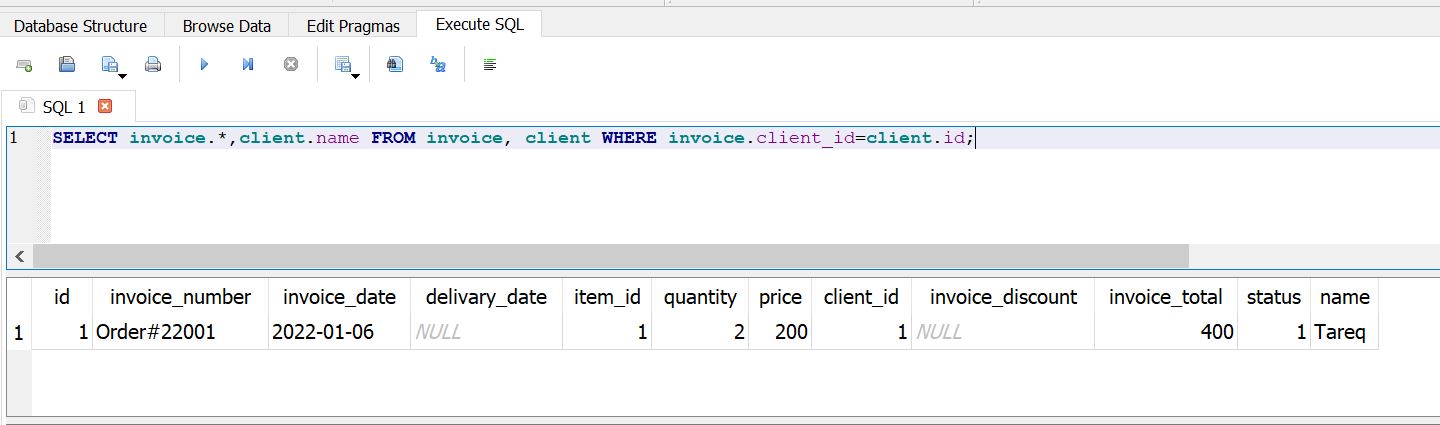 Database Structure Browse Data Edit Pragmas Execute SQL
SQL 1
1 SELECT invoice.*,client.name FROM invoice, client WHERE invoice.client_id=client.id;
id invoice_number invoice_date delivary_date item_id quantity price client_id invoice_discount invoice_total status name
1 1 Order#22001 2022-01-06 NULL 1 2 200 1 NULL 400 1 Tareq